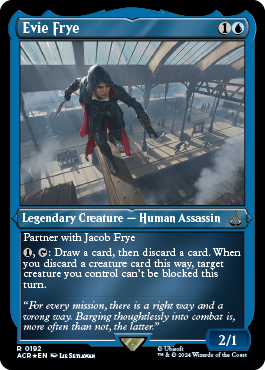 Evie Frye 1
Legendary Creature — Human Assassin
Partner with Jacob Frye
1, : Draw a card, then discard a card. When
you discard a creature card this way, target
creature you control can't be blocked this
turn.
"For every mission, there is a right way and a
wrong way. Barging thoughtlessly into combat is,
more often than not, the latter."
2/1
R 0192
ACR★EN Lie Setiawan
© Ubisoft
™ & © 2024 Wizards of the Coast